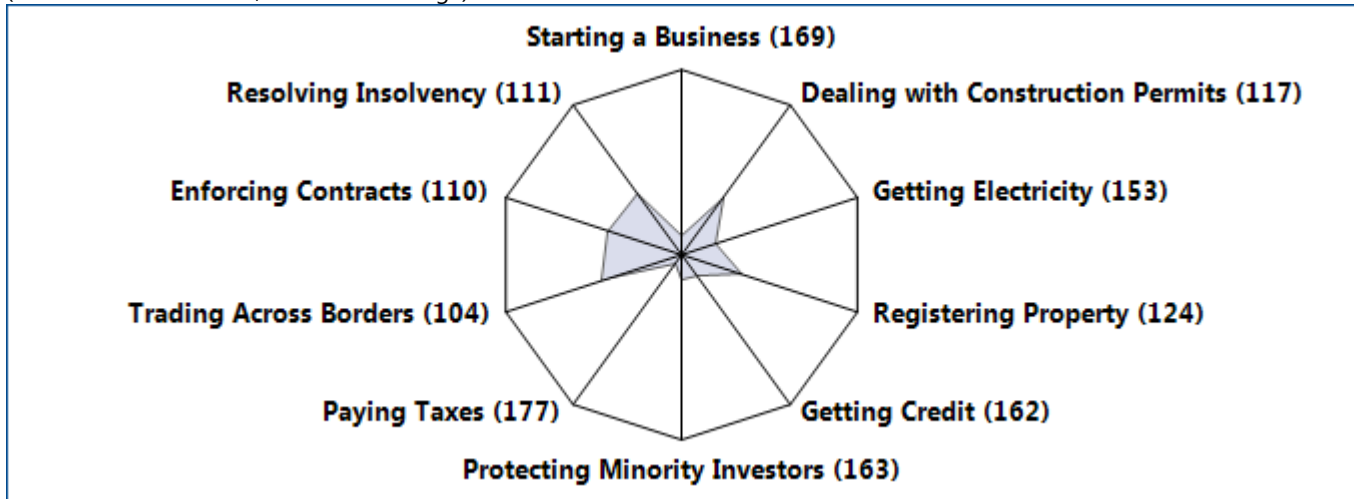 Starting a Business (169)
Resolving Insolvency (111)
Dealing with Construction Permits (117)
Enforcing Contracts (110)
Getting Electricity (153)
Trading Across Borders (104)
Registering Property (124)
Paying Taxes (177)
Getting Credit (162)
Protecting Minority Investors (163)